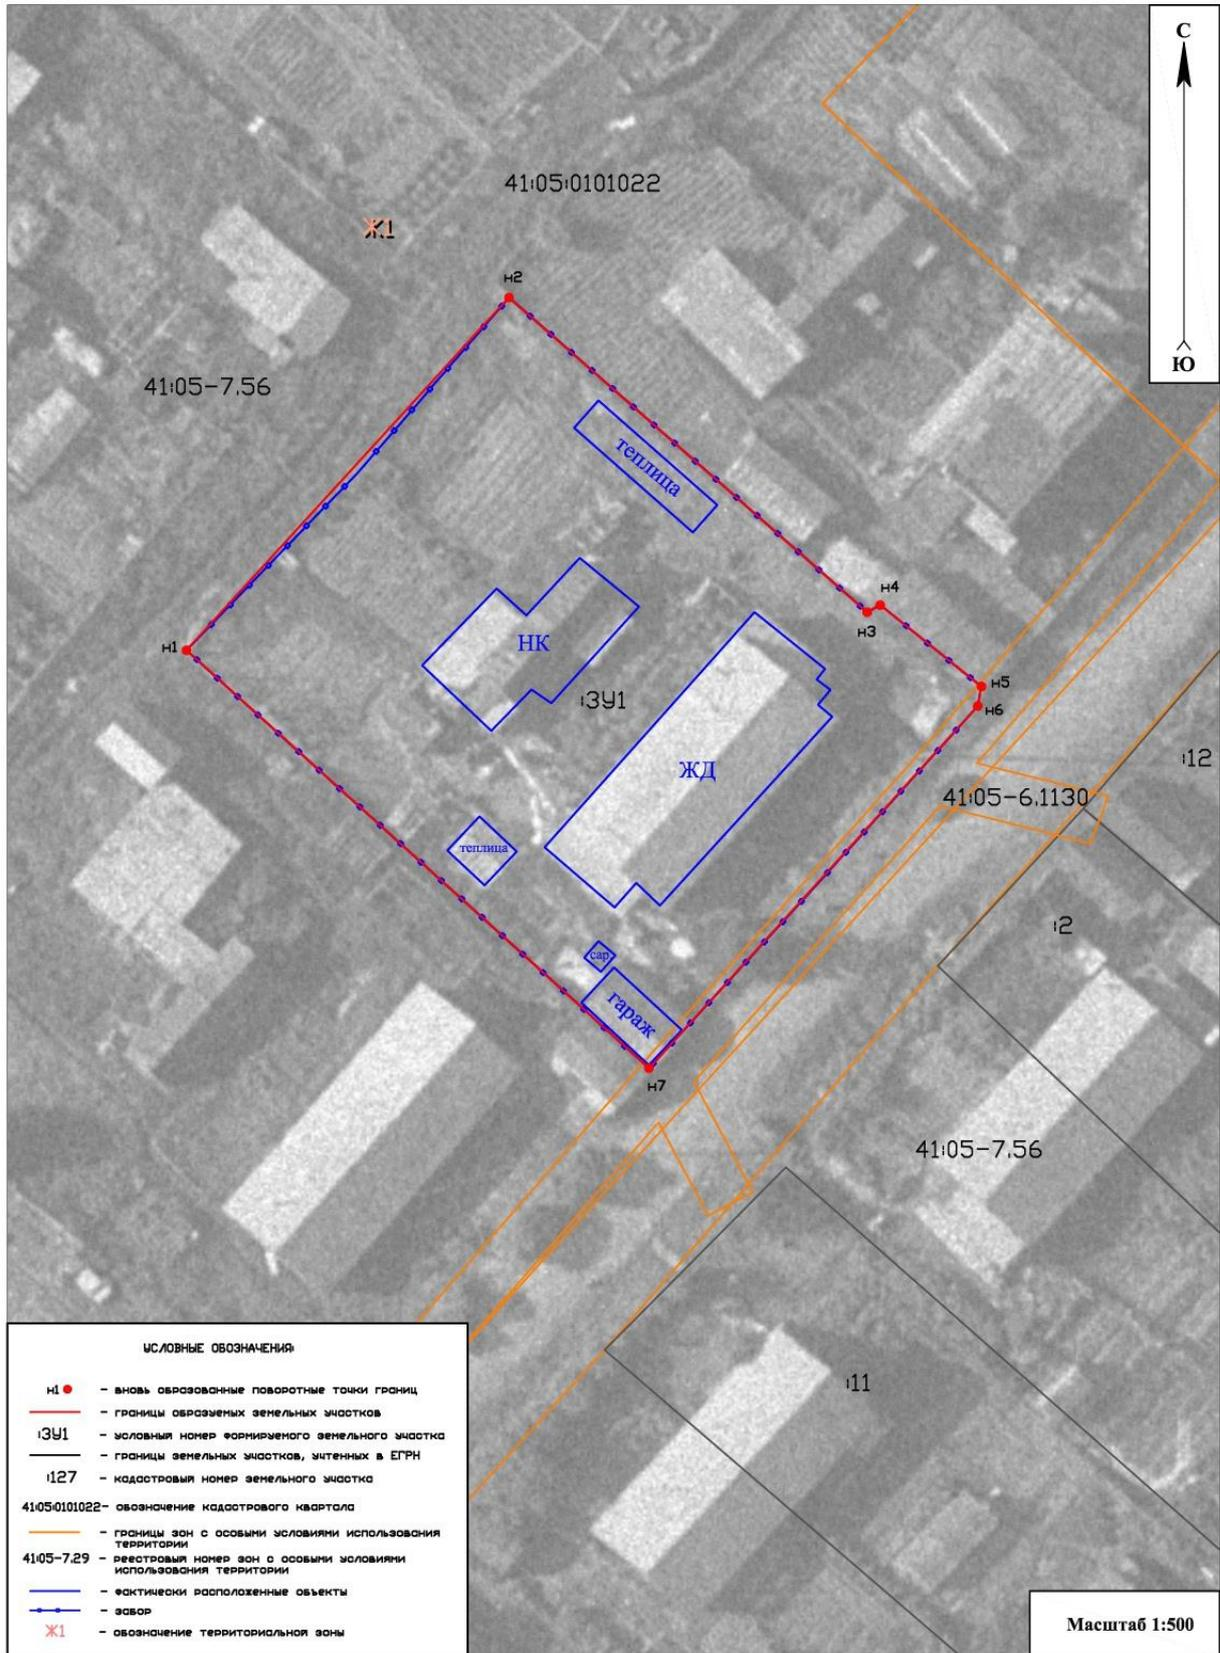 С
Ю
41:05:0101022
Ж1
н2
41:05-7.56
теплица
н4
н3
н1
НК
н5
:ЗУ1
н6
:12
ЖД
41:05-6.1130
теплица
:2
сар
гараж
н7
41:05-7.56
:11
УСЛОВНЫЕ ОБОЗНАЧЕНИЯ:
н1 - вновь образованные поворотные точки границ
- границы образуемых земельных участков
:ЗУ1 - условный номер формируемого земельного участка
- границы земельных участков, учтенных в ЕГРН
:127 - кадастровый номер земельного участка
41:05:0101022- обозначение кадастрового квартала
- границы зон с особыми условиями использования
территории
41:05-7.29 - реестровый номер зон с особыми условиями
использования территории
- фактически расположенные объекты
- забор
Ж1 - обозначение территориальной зоны
Масштаб 1:500